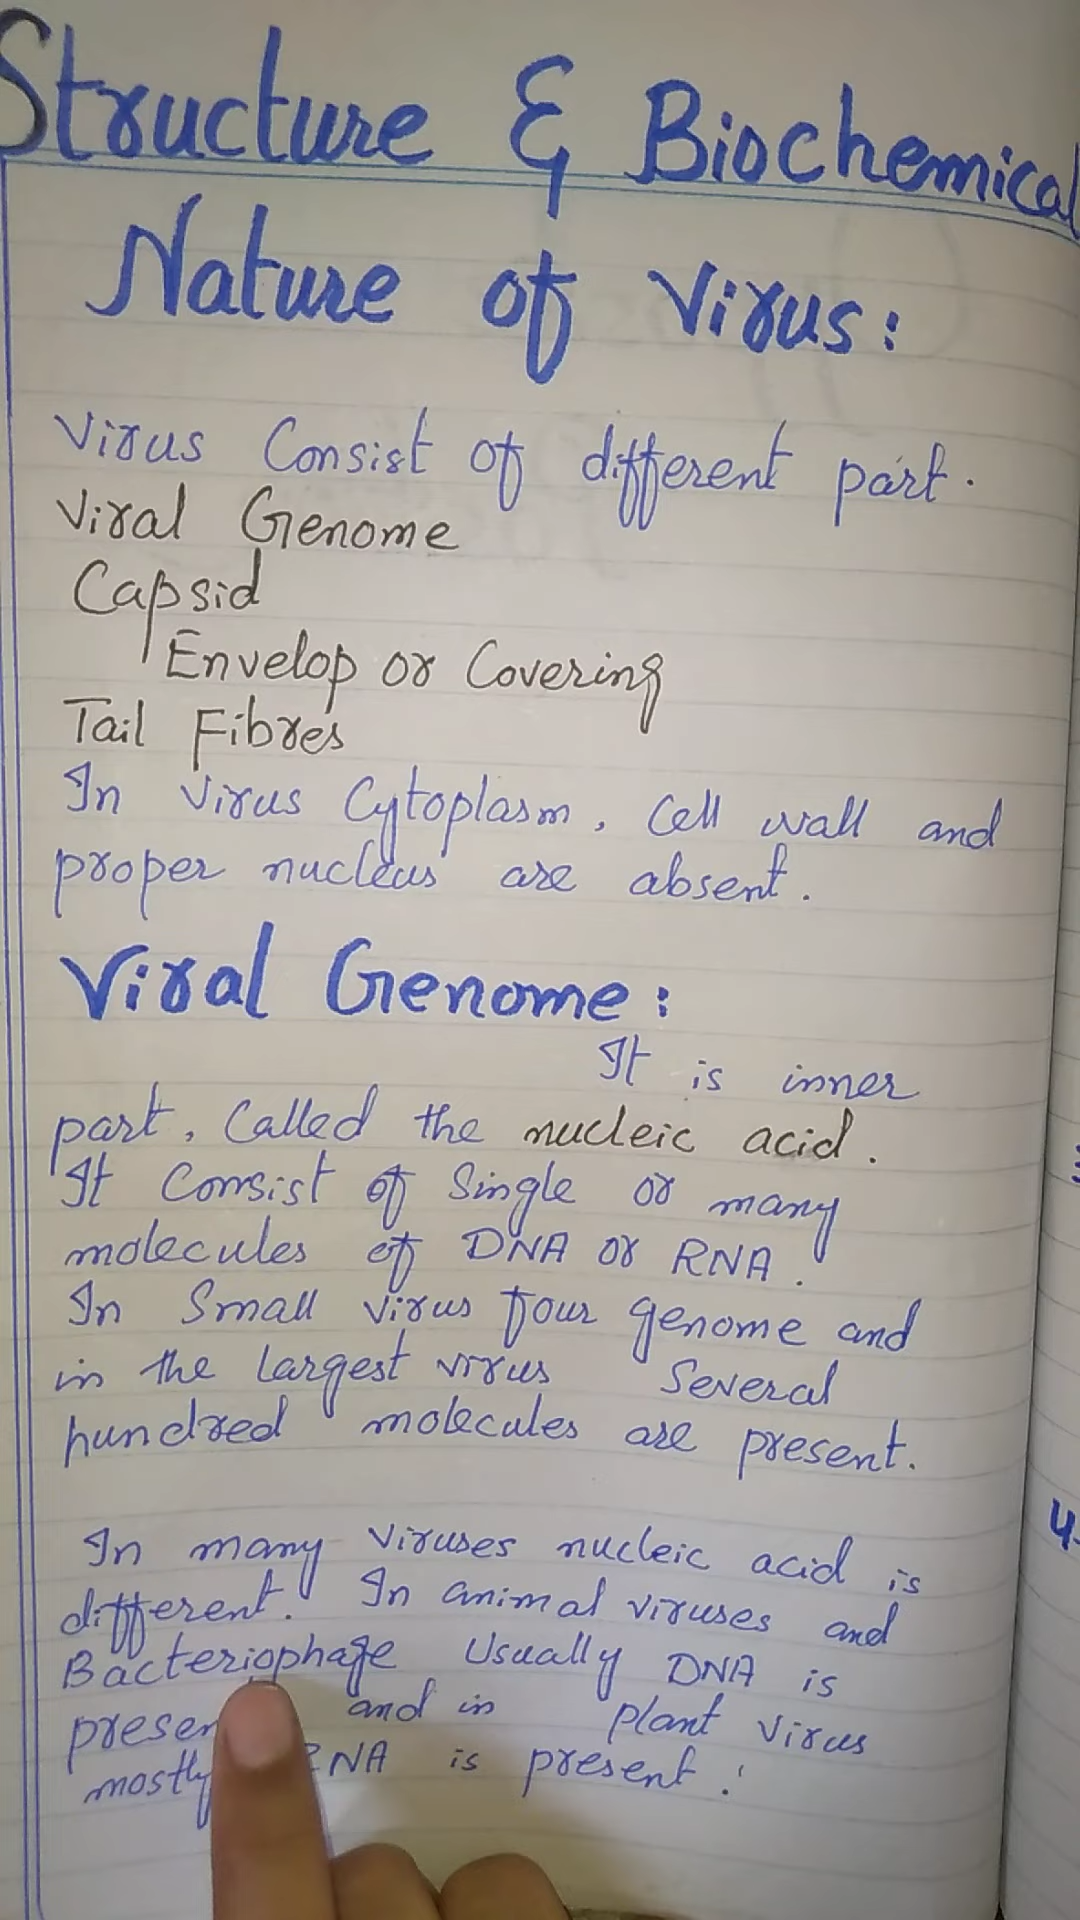 Structure & Biochemical
Nature of Virus:
Virus Consist of different part.
Viral Genome
Capsid
Envelop or Covering
Tail Fibres
In virus Cytoplasm, Cell wall and
proper nucleus are absent.
Viral Genome:
It is inner
part, Called the nucleic acid.
It Consist of Single or many
molecules of DNA or RNA.
In Small virus four genome and
in the largest virus Several
hundred molecules are present.
In many viruses nucleic acid is
different. In animal viruses and
Bacteriophage Usually DNA is
presen and in plant virus
mostly RNA is present.
4.